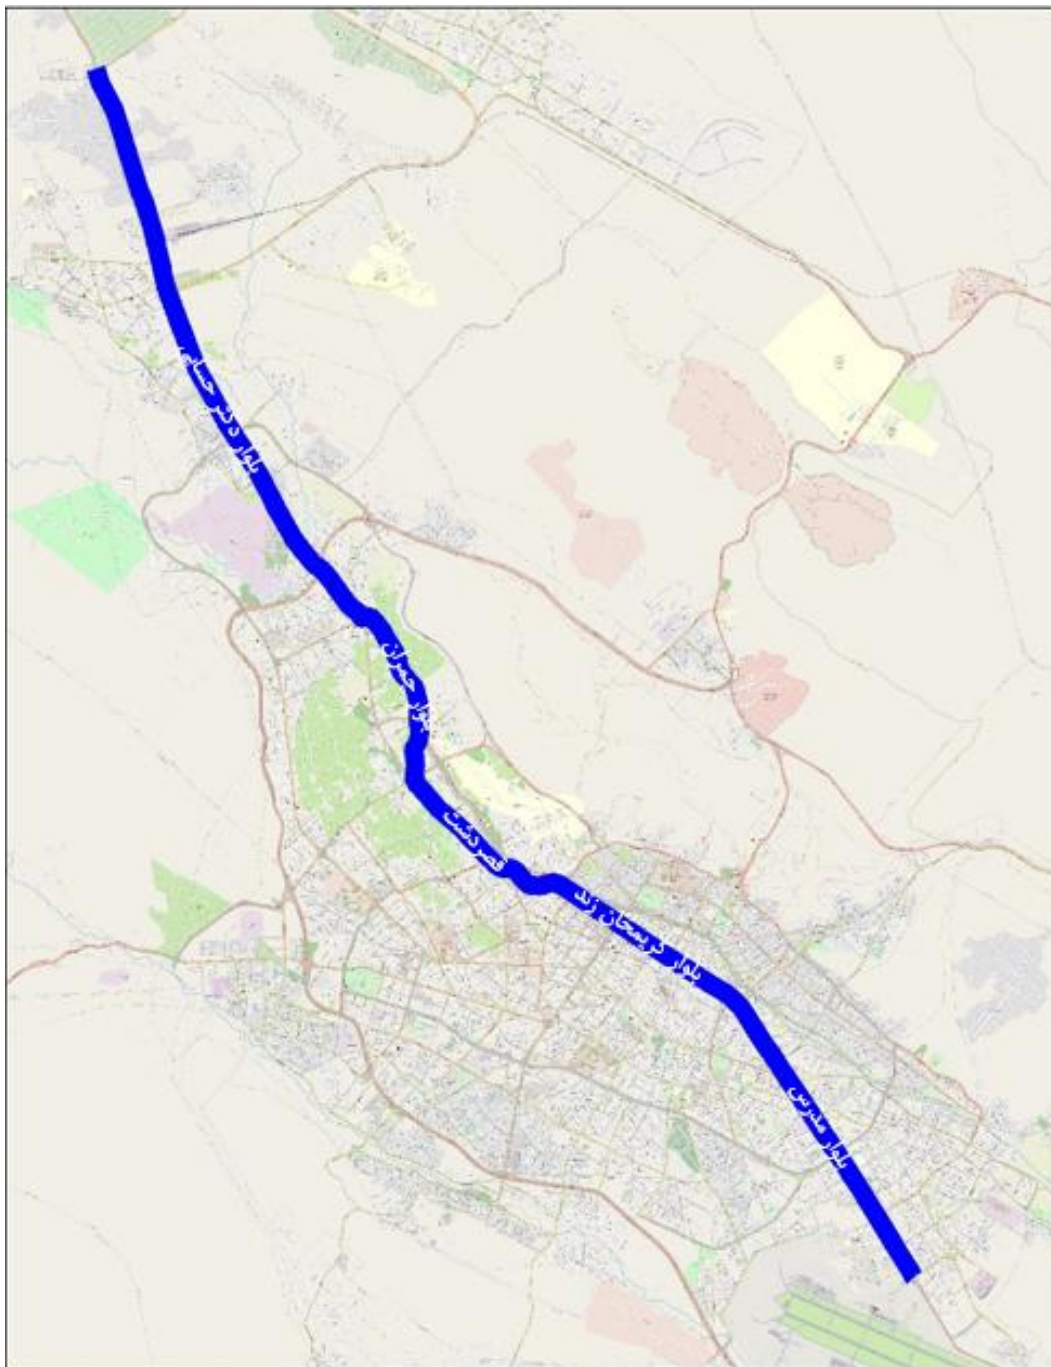 بلوار دکتر حسابی
بلوار چمران
قصردشت
بلوار کریمخان زند
بلوار مدرس